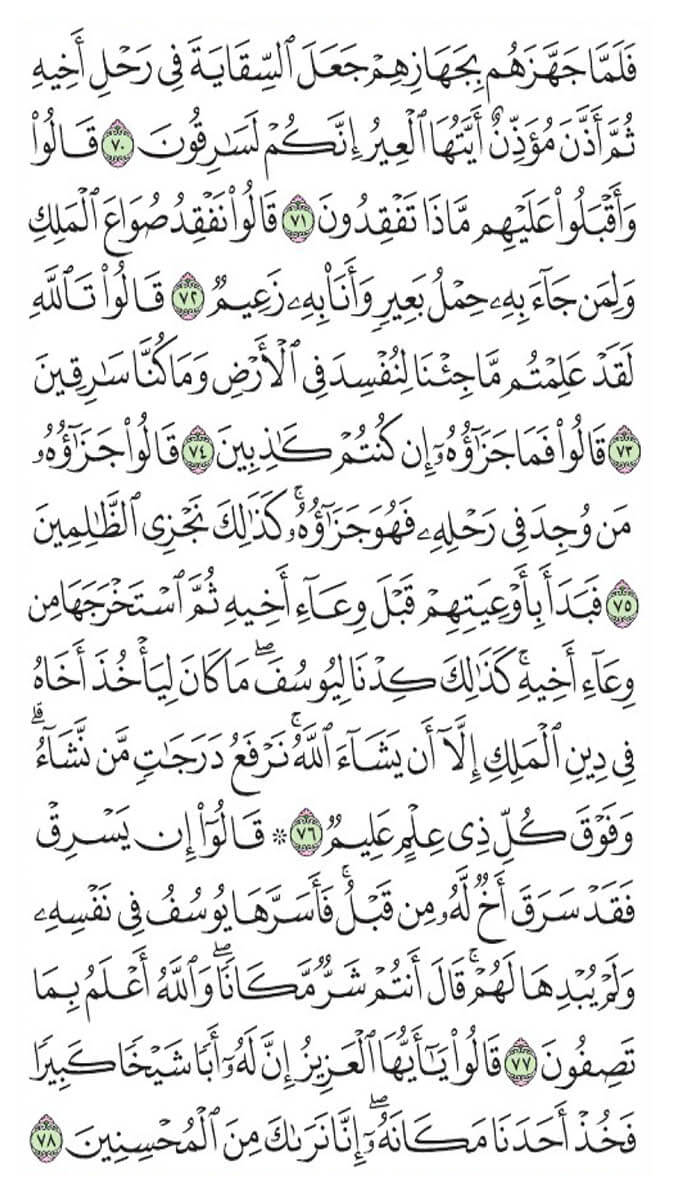 فَلَمَّا جَهَّزَهُم بِجَهَازِهِمْ جَعَلَ ٱلسِّقَايَةَ فِى رَحْلِ أَخِيهِ
ثُمَّ أَذَّنَ مُؤَذِّنٌ أَيَّتُهَا ٱلْعِيرُ إِنَّكُمْ لَسَـٰرِقُونَ ٧٠ قَالُوا۟
وَأَقْبَلُوا۟ عَلَيْهِم مَّاذَا تَفْقِدُونَ ٧١ قَالُوا۟ نَفْقِدُ صُوَاعَ ٱلْمَلِكِ
وَلِمَن جَآءَ بِهِۦ حِمْلُ بَعِيرٍ وَأَنَا۠ بِهِۦ زَعِيمٌ ٧٢ قَالُوا۟ تَٱللَّهِ
لَقَدْ عَلِمْتُم مَّا جِئْنَا لِنُفْسِدَ فِى ٱلْأَرْضِ وَمَا كُنَّا سَـٰرِقِينَ
٧٣ قَالُوا۟ فَمَا جَزَٰٓؤُهُۥٓ إِن كُنتُمْ كَـٰذِبِينَ ٧٤ قَالُوا۟ جَزَٰٓؤُهُۥ
مَن وُجِدَ فِى رَحْلِهِۦ فَهُوَ جَزَٰٓؤُهُۥ ۚ كَذَٰلِكَ نَجْزِى ٱلظَّـٰلِمِينَ
٧٥ فَبَدَأَ بِأَوْعِيَتِهِمْ قَبْلَ وِعَآءِ أَخِيهِ ثُمَّ ٱسْتَخْرَجَهَا مِن
وِعَآءِ أَخِيهِ ۚ كَذَٰلِكَ كِدْنَا لِيُوسُفَ ۖ مَا كَانَ لِيَأْخُذَ أَخَاهُ
فِى دِينِ ٱلْمَلِكِ إِلَّآ أَن يَشَآءَ ٱللَّهُ ۚ نَرْفَعُ دَرَجَـٰتٍ مَّن نَّشَآءُ ۗ
وَفَوْقَ كُلِّ ذِى عِلْمٍ عَلِيمٌ ٧٦ ۞ قَالُوٓا۟ إِن يَسْرِقْ
فَقَدْ سَرَقَ أَخٌ لَّهُۥ مِن قَبْلُ ۚ فَأَسَرَّهَا يُوسُفُ فِى نَفْسِهِۦ
وَلَمْ يُبْدِهَا لَهُمْ ۚ قَالَ أَنتُمْ شَرٌّ مَّكَانًا ۖ وَٱللَّهُ أَعْلَمُ بِمَا
تَصِفُونَ ٧٧ قَالُوا۟ يَـٰٓأَيُّهَا ٱلْعَزِيزُ إِنَّ لَهُۥٓ أَبًا شَيْخًا كَبِيرًا
فَخُذْ أَحَدَنَا مَكَانَهُۥٓ ۖ إِنَّا نَرَىٰكَ مِنَ ٱلْمُحْسِنِينَ ٧٨